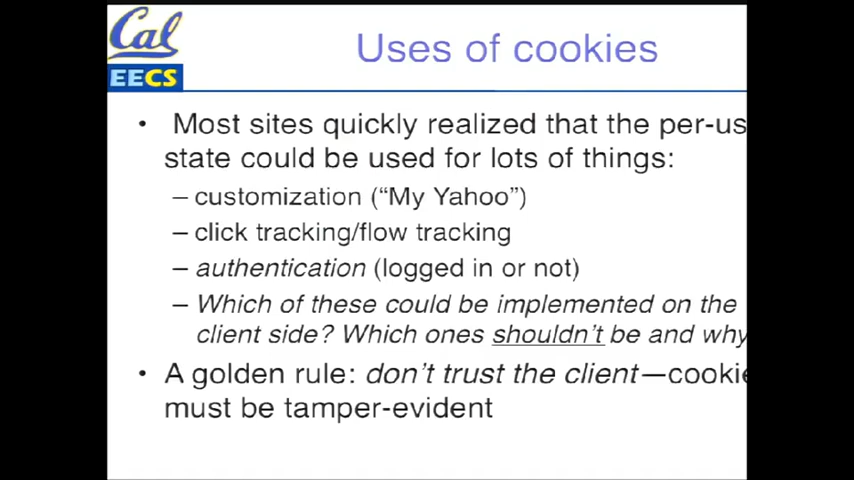 Cal
EECS
Uses of cookies
• Most sites quickly realized that the per-us
state could be used for lots of things:
– customization (“My Yahoo”)
– click tracking/flow tracking
– authentication (logged in or not)
– Which of these could be implemented on the
client side? Which ones shouldn’t be and why
• A golden rule: don’t trust the client—cookie
must be tamper-evident